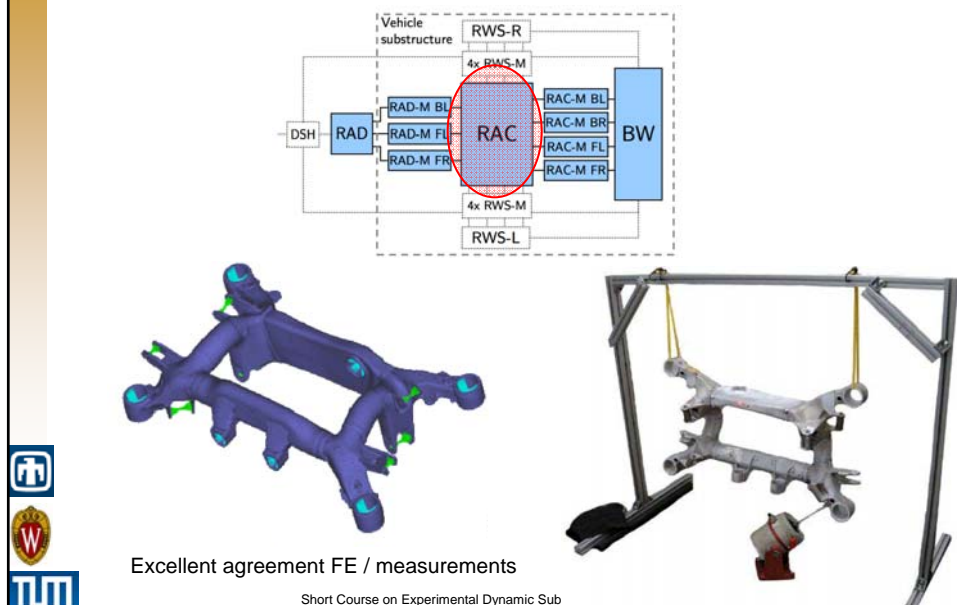 Vehicle
substructure
RWS-R
4x RWS-M
RAD-M BL
RAC-M BL
RAC-M BR
DSH
RAD
RAD-M FL
RAC
BW
RAC-M FL
RAD-M FR
RAC-M FR
4x RWS-M
RWS-L
W
TUM
Excellent agreement FE / measurements
Short Course on Experimental Dynamic Sub